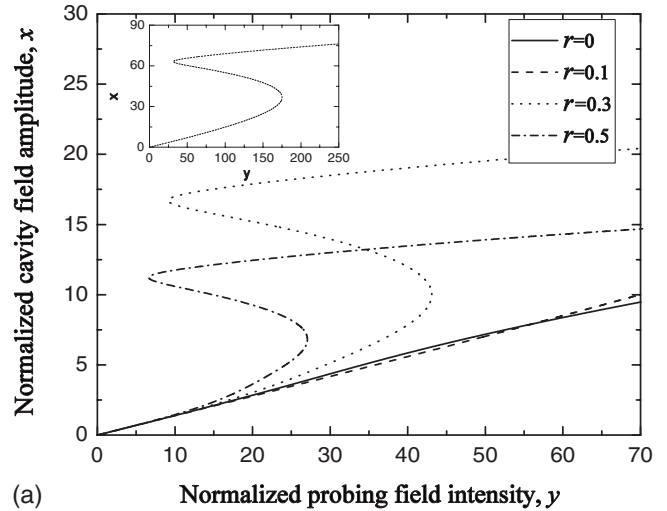 30
25
20
15
10
5
0
Normalized cavity field amplitude, x
90
60
30
0
x
0 50 100 150 200 250
y
r=0
r=0.1
r=0.3
r=0.5
0 10 20 30 40 50 60 70
(a) Normalized probing field intensity, y